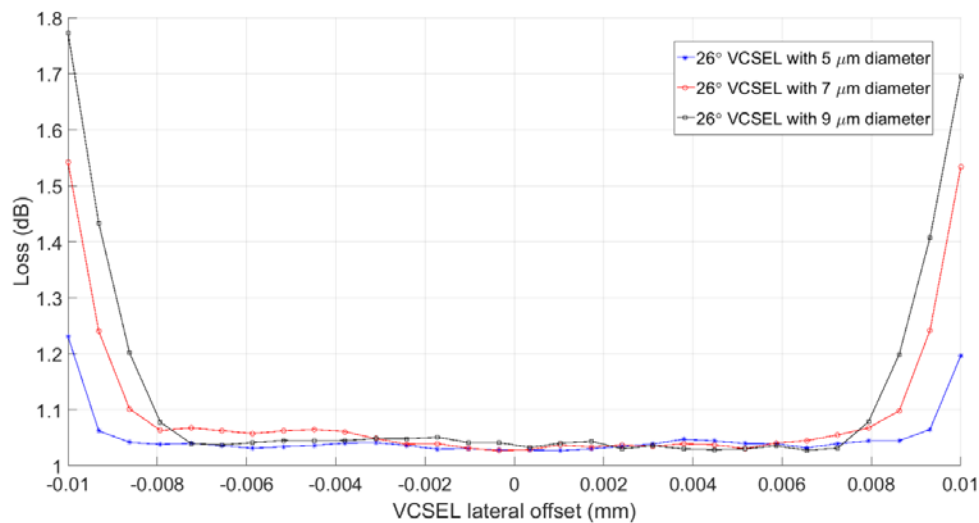 1.8
1.7
1.6
1.5
1.4
1.3
1.2
1.1
1
Loss (dB)
26° VCSEL with 5 μm diameter
26° VCSEL with 7 μm diameter
26° VCSEL with 9 μm diameter
-0.01 -0.008 -0.006 -0.004 -0.002 0 0.002 0.004 0.006 0.008 0.01
VCSEL lateral offset (mm)